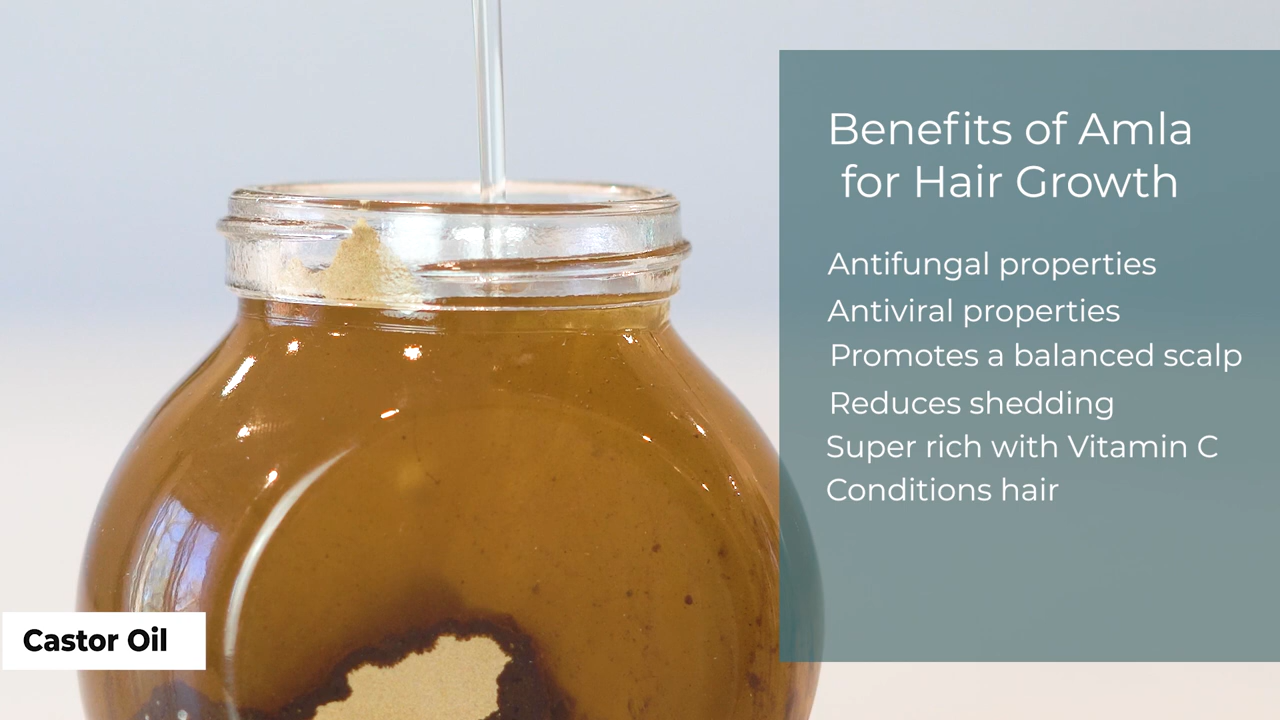 Benefits of Amla
for Hair Growth
Antifungal properties
Antiviral properties
Promotes a balanced scalp
Reduces shedding
Super rich with Vitamin C
Conditions hair
Castor Oil